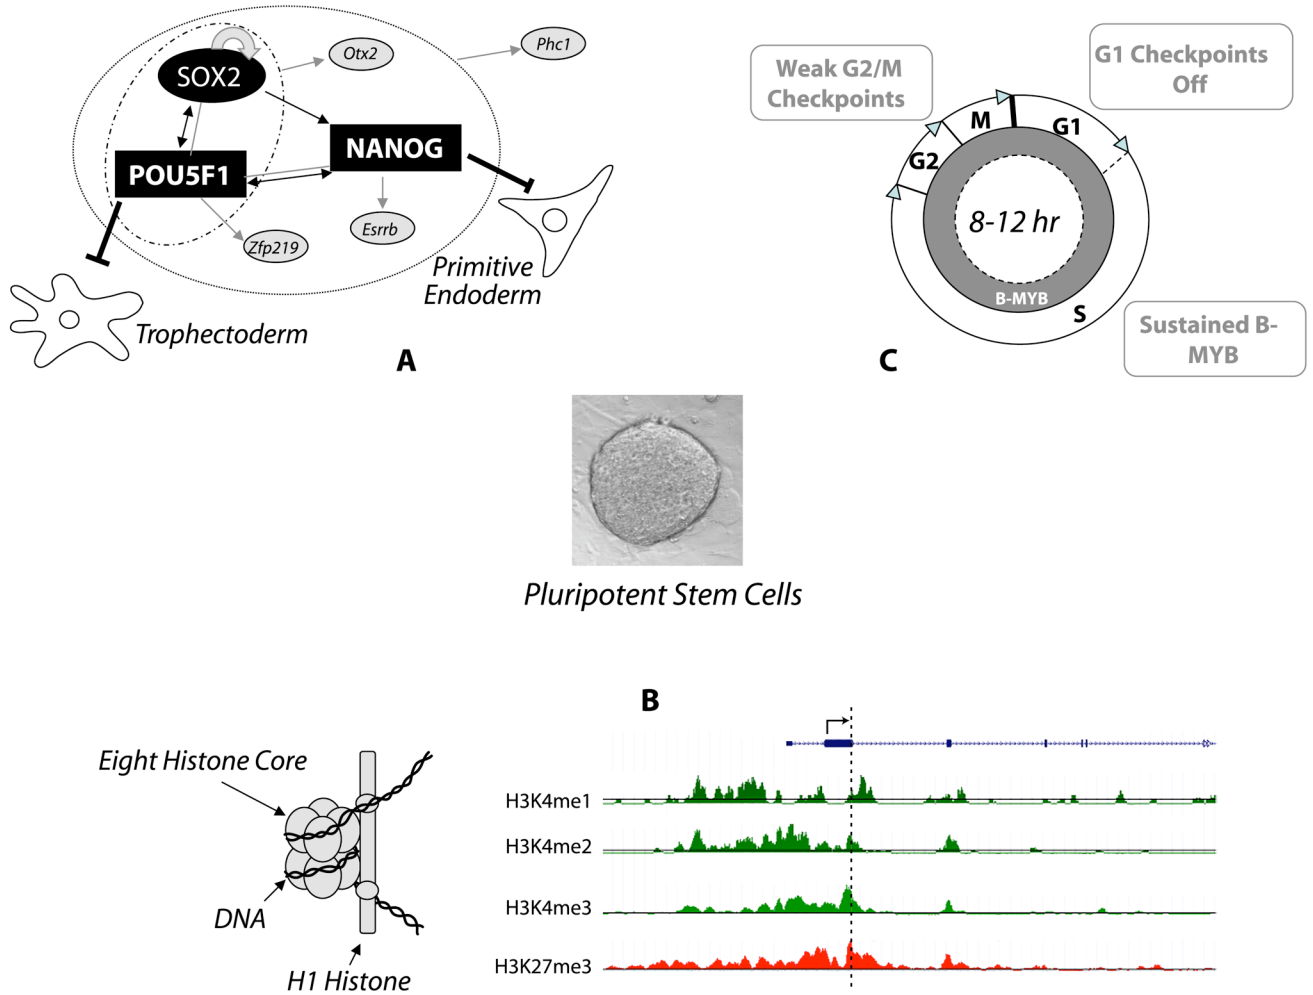 SOX2
Otx2
Phc1
NANOG
POU5F1
Esrrb
Zfp219
Primitive
Endoderm
Trophectoderm
A
Weak G2/M
Checkpoints
G1 Checkpoints
Off
M
G1
G2
8-12 hr
B-MYB
S
Sustained B-
MYB
C
Pluripotent Stem Cells
B
Eight Histone Core
DNA
H1 Histone
H3K4me1
H3K4me2
H3K4me3
H3K27me3